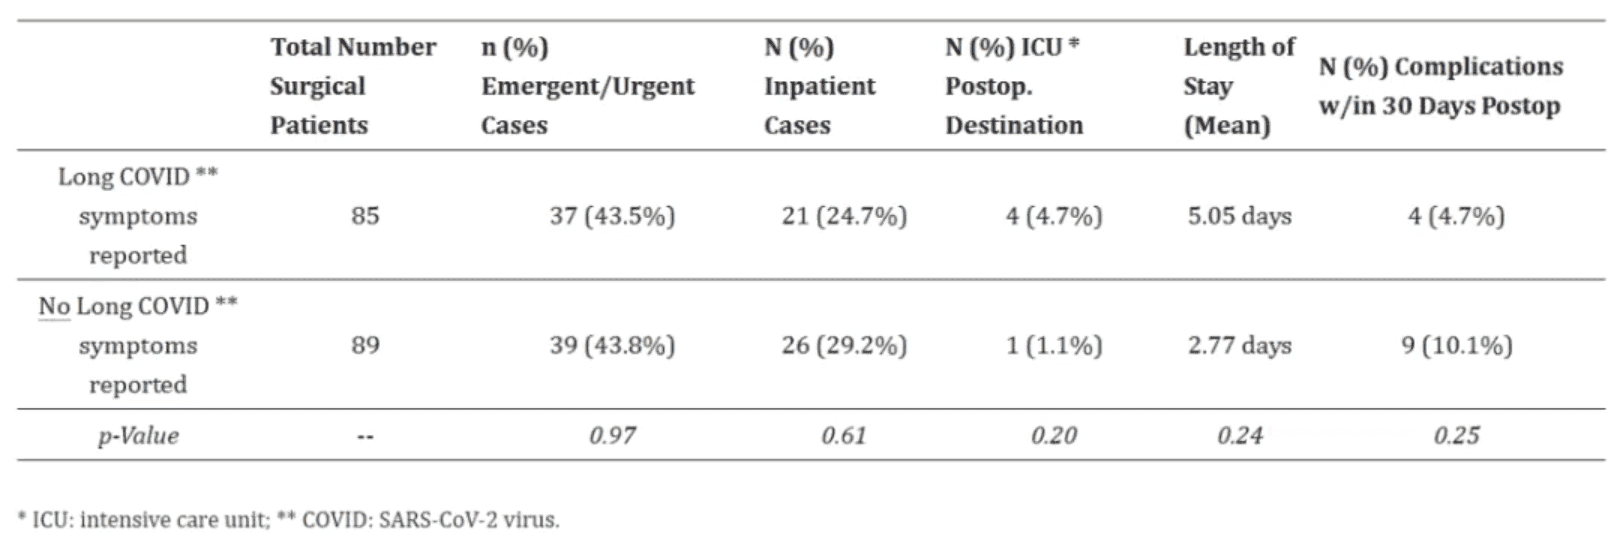 Total Number Surgical Patients | n (%) Emergent/Urgent Cases | N (%) Inpatient Cases | N (%) ICU * Postop. Destination | Length of Stay (Mean) | N (%) Complications w/in 30 Days Postop
Long COVID ** symptoms reported | 85 | 37 (43.5%) | 21 (24.7%) | 4 (4.7%) | 5.05 days | 4 (4.7%)
No Long COVID ** symptoms reported | 89 | 39 (43.8%) | 26 (29.2%) | 1 (1.1%) | 2.77 days | 9 (10.1%)
p-Value | -- | 0.97 | 0.61 | 0.20 | 0.24 | 0.25
* ICU: intensive care unit; ** COVID: SARS-CoV-2 virus.